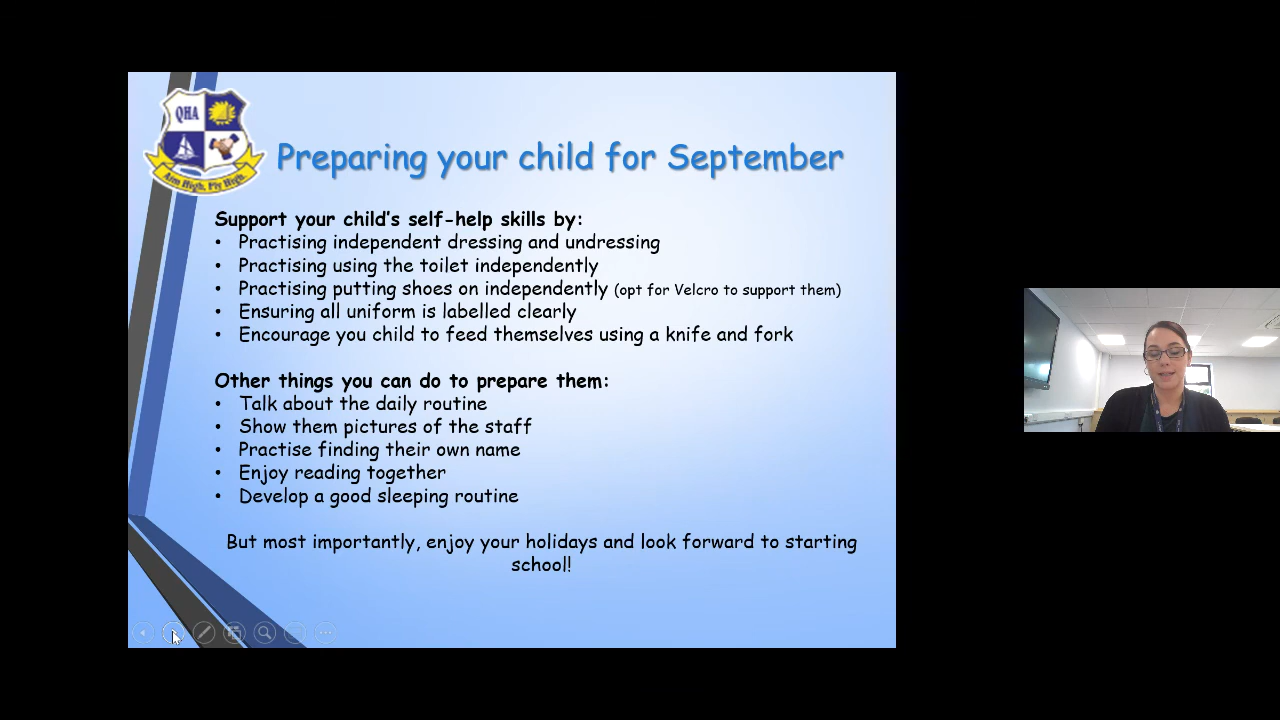 QHA
Aim High, Fly High
Preparing your child for September
Support your child's self-help skills by:
• Practising independent dressing and undressing
• Practising using the toilet independently
• Practising putting shoes on independently (opt for Velcro to support them)
• Ensuring all uniform is labelled clearly
• Encourage you child to feed themselves using a knife and fork
Other things you can do to prepare them:
• Talk about the daily routine
• Show them pictures of the staff
• Practise finding their own name
• Enjoy reading together
• Develop a good sleeping routine
But most importantly, enjoy your holidays and look forward to starting
school!